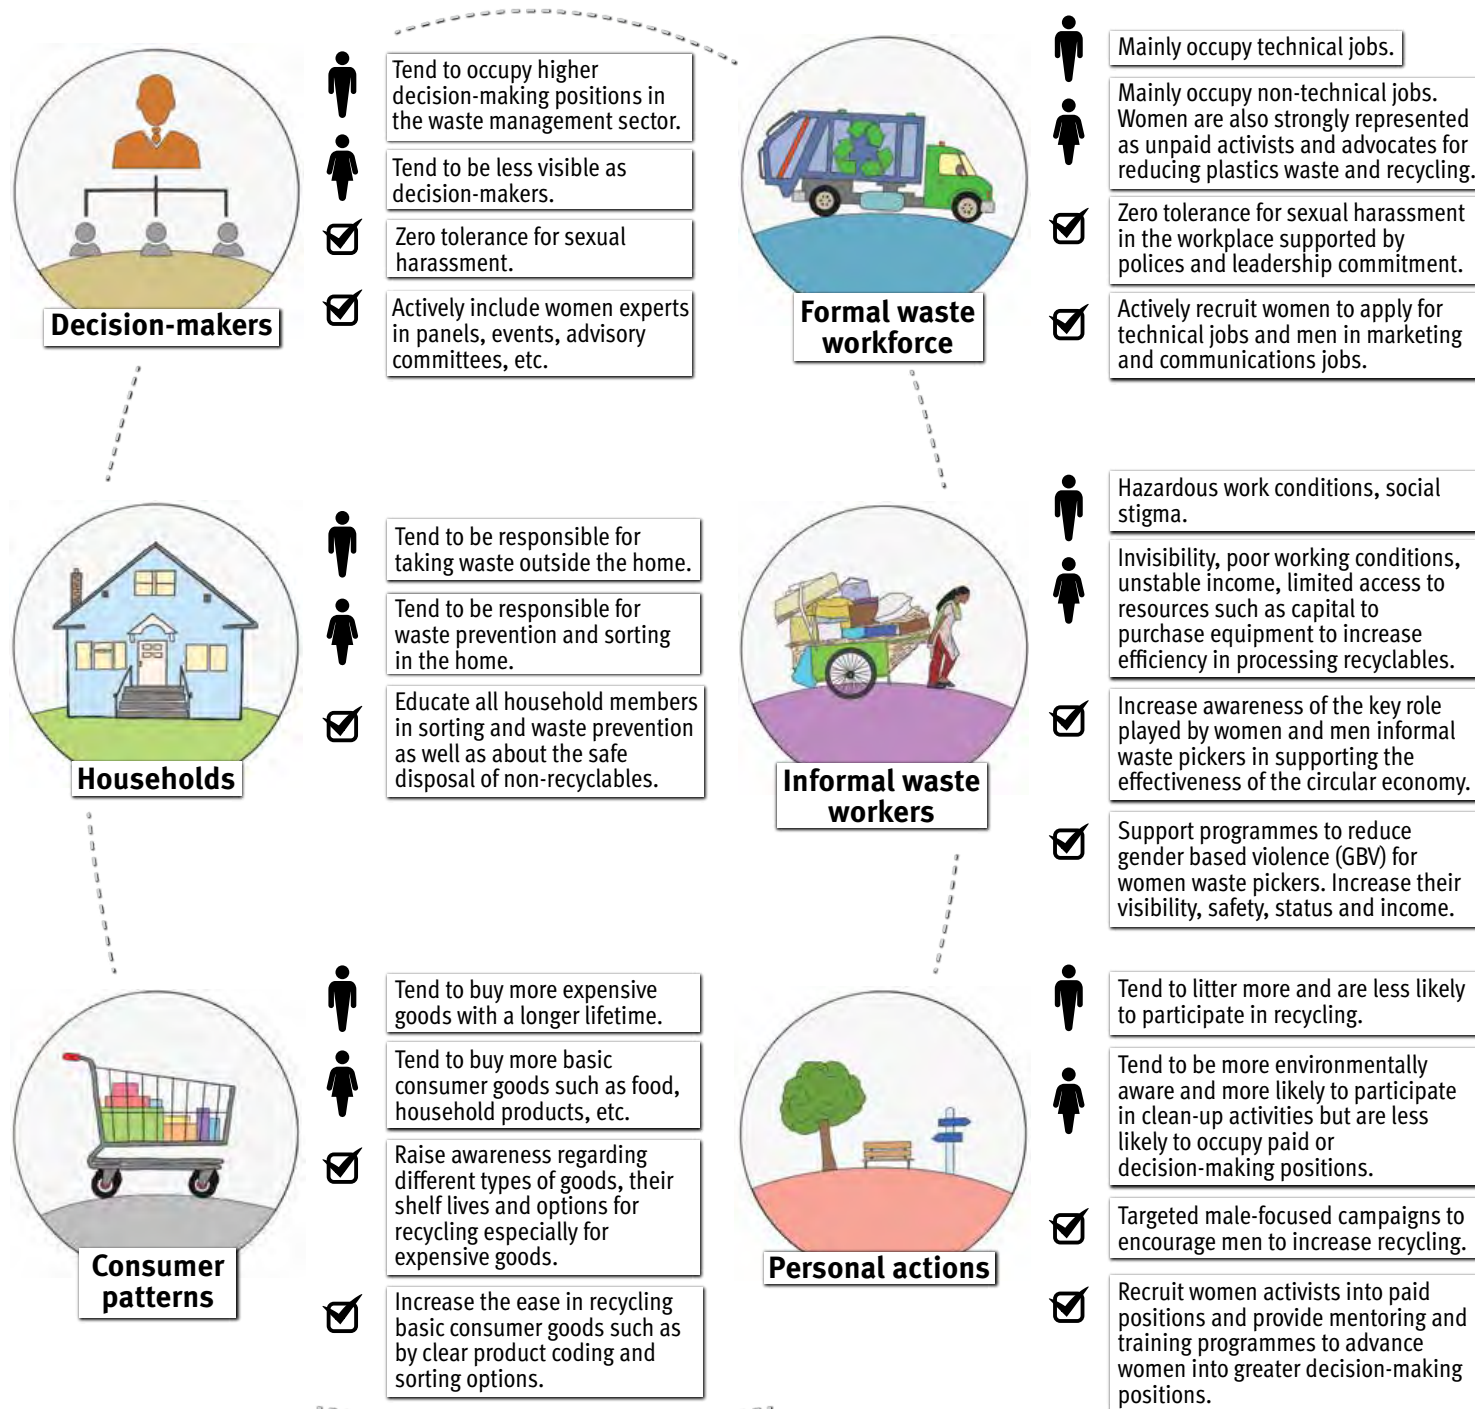 Tend to occupy higher
decision-making positions in
the waste management sector.
Tend to be less visible as
decision-makers.
Zero tolerance for sexual
harassment.
Actively include women experts
in panels, events, advisory
committees, etc.
Decision-makers
Mainly occupy technical jobs.
Mainly occupy non-technical jobs.
Women are also strongly represented
as unpaid activists and advocates for
reducing plastics waste and recycling.
Zero tolerance for sexual harassment
in the workplace supported by
polices and leadership commitment.
Actively recruit women to apply for
technical jobs and men in marketing
and communications jobs.
Formal waste
workforce
Tend to be responsible for
taking waste outside the home.
Tend to be responsible for
waste prevention and sorting
in the home.
Educate all household members
in sorting and waste prevention
as well as about the safe
disposal of non-recyclables.
Households
Hazardous work conditions, social
stigma.
Invisibility, poor working conditions,
unstable income, limited access to
resources such as capital to
purchase equipment to increase
efficiency in processing recyclables.
Increase awareness of the key role
played by women and men informal
waste pickers in supporting the
effectiveness of the circular economy.
Support programmes to reduce
gender based violence (GBV) for
women waste pickers. Increase their
visibility, safety, status and income.
Informal waste
workers
Tend to buy more expensive
goods with a longer lifetime.
Tend to buy more basic
consumer goods such as food,
household products, etc.
Raise awareness regarding
different types of goods, their
shelf lives and options for
recycling especially for
expensive goods.
Increase the ease in recycling
basic consumer goods such as
by clear product coding and
sorting options.
Consumer
patterns
Tend to litter more and are less likely
to participate in recycling.
Tend to be more environmentally
aware and more likely to participate
in clean-up activities but are less
likely to occupy paid or
decision-making positions.
Targeted male-focused campaigns to
encourage men to increase recycling.
Recruit women activists into paid
positions and provide mentoring and
training programmes to advance
women into greater decision-making
positions.
Personal actions